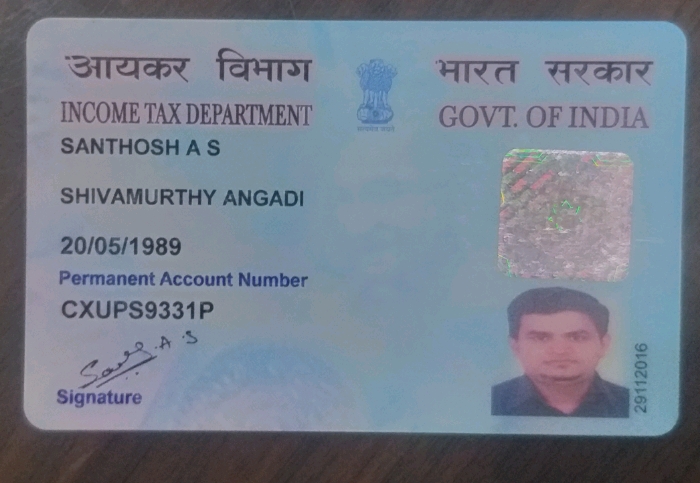 आयकर विभाग
भारत सरकार
INCOME TAX DEPARTMENT
GOVT. OF INDIA
SANTHOSH A S
SHIVAMURTHY ANGADI
20/05/1989
Permanent Account Number
CXUPS9331P
Signature
29112016